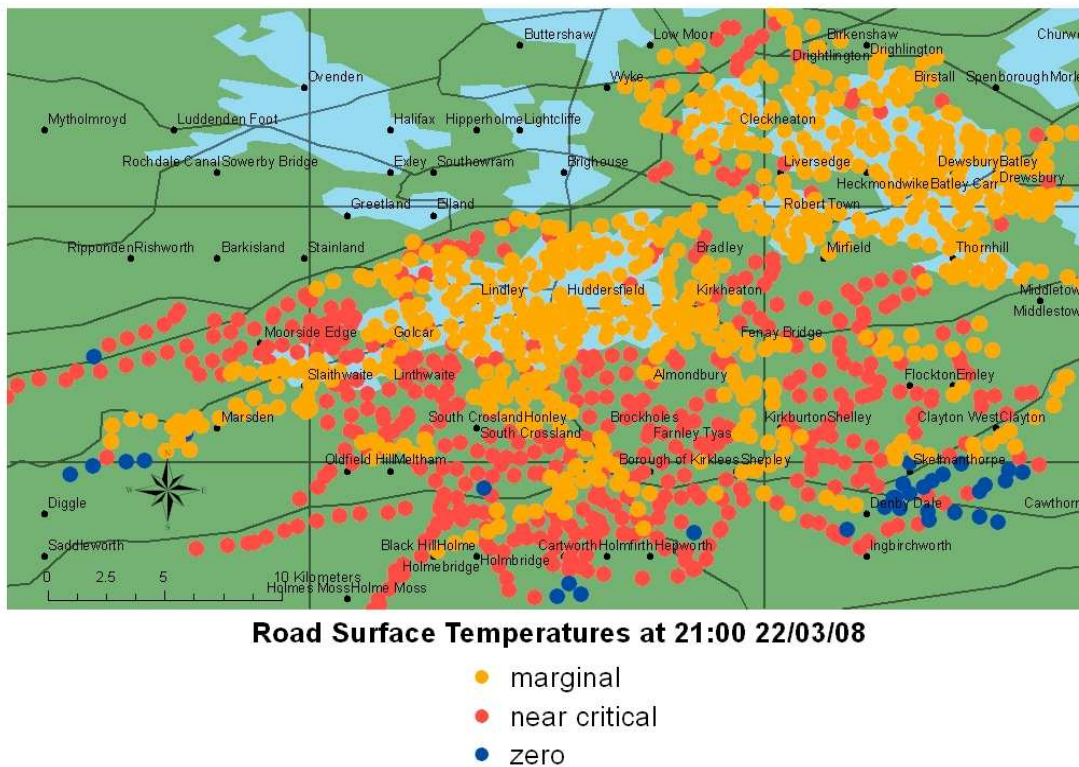 Buttershaw Low Moor Birkenshaw Churw
Drighlington
Drightlington
Ovenden Wyke Birstall Spenborough Morle
Mytholmroyd Luddenden Foot Halifax Hipperholme Lightcliffe Cleckheaton
Rochdale Canal Sowerby Bridge Exley Southowram Brighouse Liversedge Dewsbury Batley
Heckmondwike Batley Carr Drewsbury
Greetland Elland Robert Town
Ripponden Rishworth Barkisland Stainland Bradley Mirfield Thornhill
Lindley Huddersfield Kirkheaton Middletow
Middlestow
Moorside Edge Golcar Fenay Bridge
Slaithwaite Linthwaite Almondbury Flockton Emley
Marsden South Crosland Honley Brockholes Kirkburton Shelley Clayton West Clayton
South Crossland Farnley Tyas
N
Oldfield Hill Meltham Borough of Kirklees Shepley Skelmanthorpe
W E
S
Diggle Denby Dale Cawthorn
Saddleworth Black Hill Holme Cartworth Holmfirth Hepworth Ingbirchworth
Holmebridge Holmbridge
0 2.5 5 10 Kilometers
Holmes Moss Holme Moss
Road Surface Temperatures at 21:00 22/03/08
marginal
near critical
zero